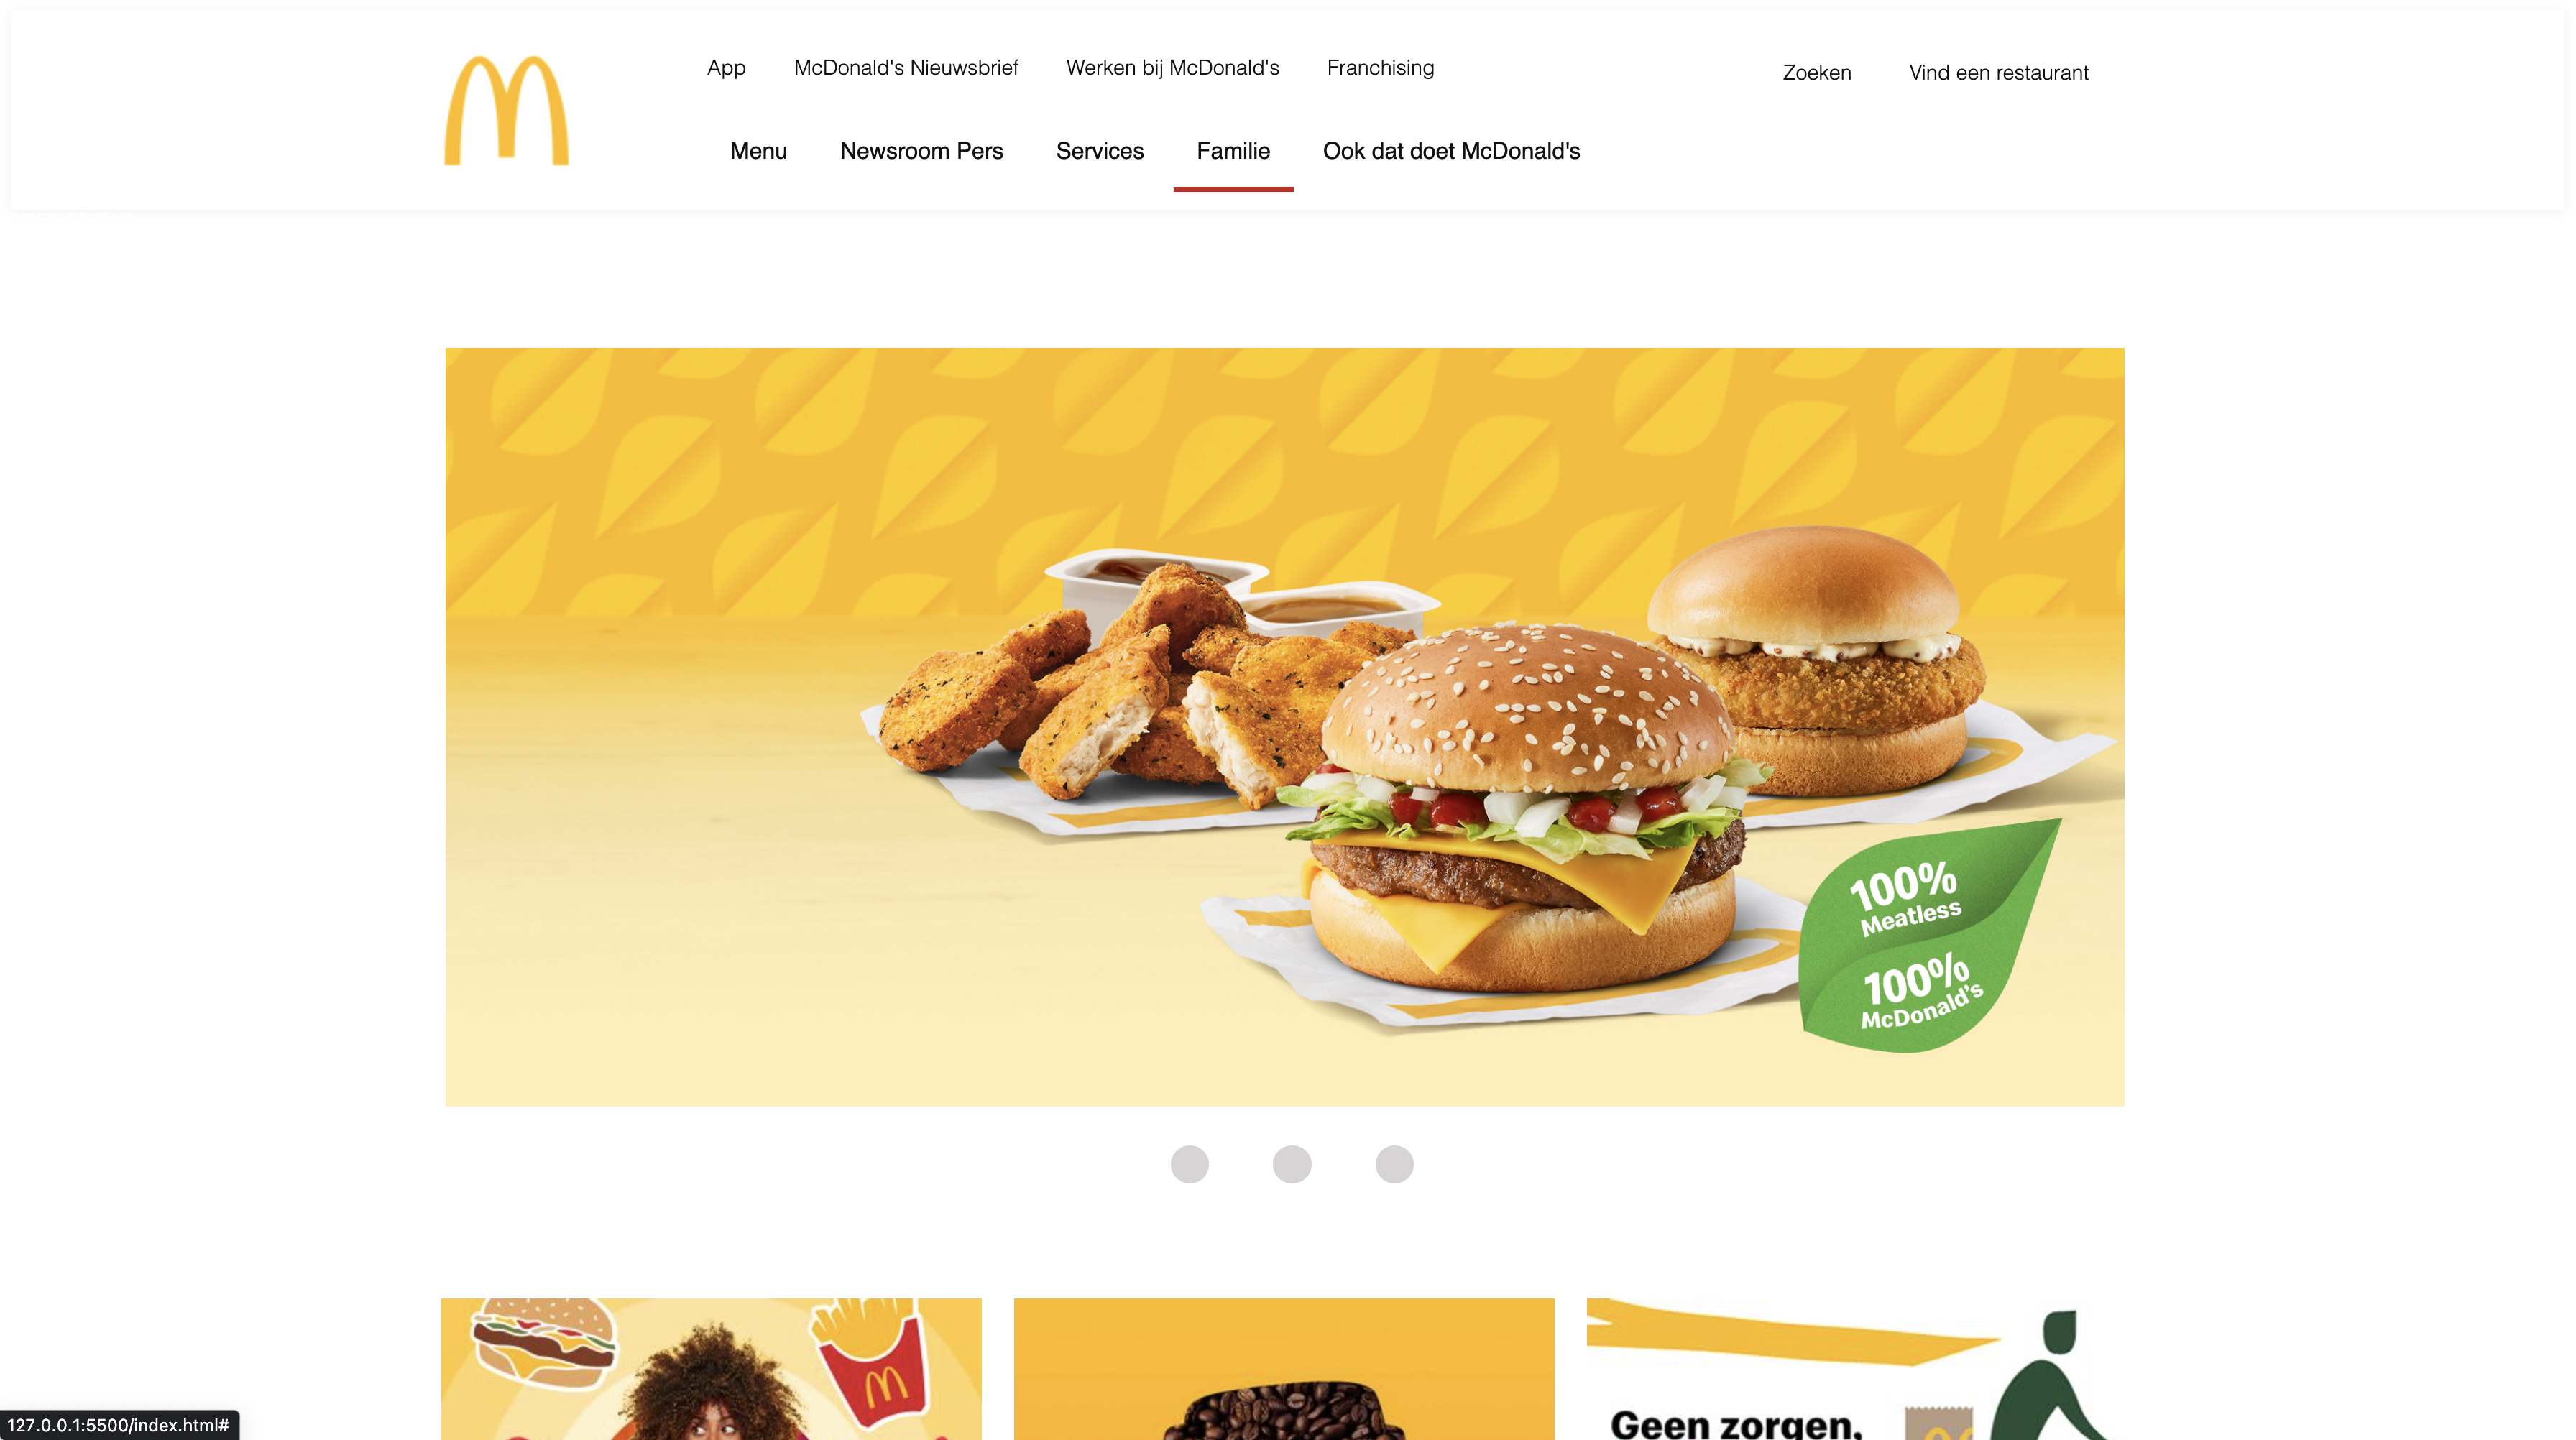 App McDonald's Nieuwsbrief Werken bij McDonald's Franchising
Zoeken Vind een restaurant
Menu Newsroom Pers Services Familie Ook dat doet McDonald's
100%
Meatless
100%
McDonald's
Geen zorgen,
127.0.0.1:5500/index.html#